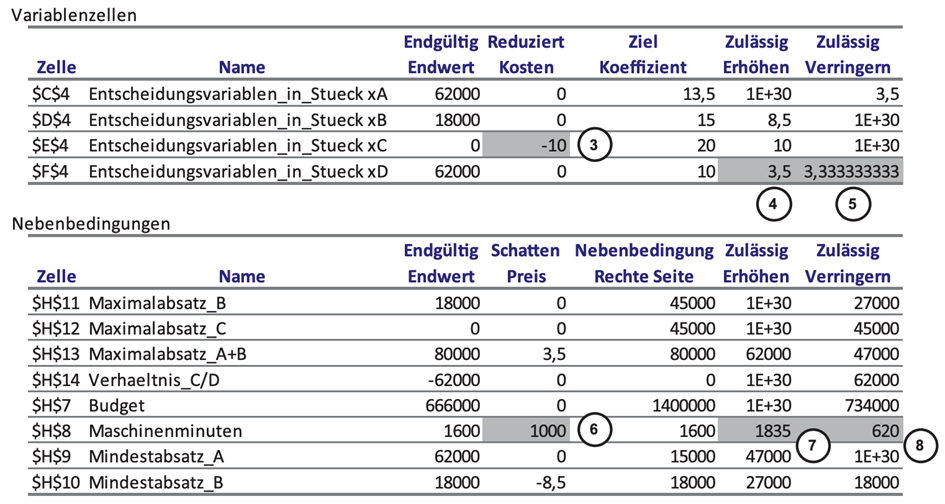 Variablenzellen
Endgültig Reduziert Ziel Zulässig Zulässig
Zelle Name Endwert Kosten Koeffizient Erhöhen Verringern
$C$4 Entscheidungsvariablen_in_Stueck xA 62000 0 13,5 1E+30 3,5
$D$4 Entscheidungsvariablen_in_Stueck xB 18000 0 15 8,5 1E+30
$E$4 Entscheidungsvariablen_in_Stueck xC 0 -10 3 20 10 1E+30
$F$4 Entscheidungsvariablen_in_Stueck xD 62000 0 10 3,5 3,333333333
4 5
Nebenbedingungen
Endgültig Schatten Nebenbedingung Zulässig Zulässig
Zelle Name Endwert Preis Rechte Seite Erhöhen Verringern
$H$11 Maximalabsatz_B 18000 0 45000 1E+30 27000
$H$12 Maximalabsatz_C 0 0 45000 1E+30 45000
$H$13 Maximalabsatz_A+B 80000 3,5 80000 62000 47000
$H$14 Verhaeltnis_C/D -62000 0 0 1E+30 62000
$H$7 Budget 666000 0 1400000 1E+30 734000
$H$8 Maschinenminuten 1600 1000 6 1600 1835 7 620 8
$H$9 Mindestabsatz_A 62000 0 15000 47000 1E+30
$H$10 Mindestabsatz_B 18000 -8,5 18000 27000 18000